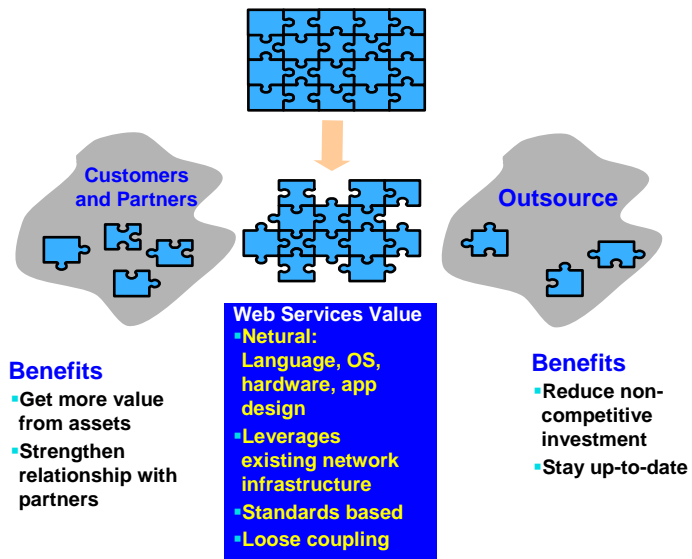 Customers
and Partners
Outsource
Benefits
▪Get more value
from assets
▪Strengthen
relationship with
partners
Web Services Value
▪Netural:
Language, OS,
hardware, app
design
▪Leverages
existing network
infrastructure
▪Standards based
▪Loose coupling
Benefits
▪Reduce non-
competitive
investment
▪Stay up-to-date